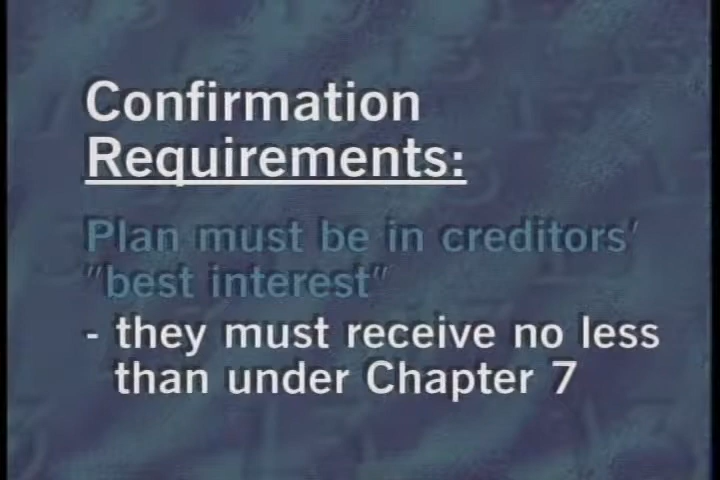 Confirmation
Requirements:
Plan must be in creditors'
"best interest"
- they must receive no less
than under Chapter 7